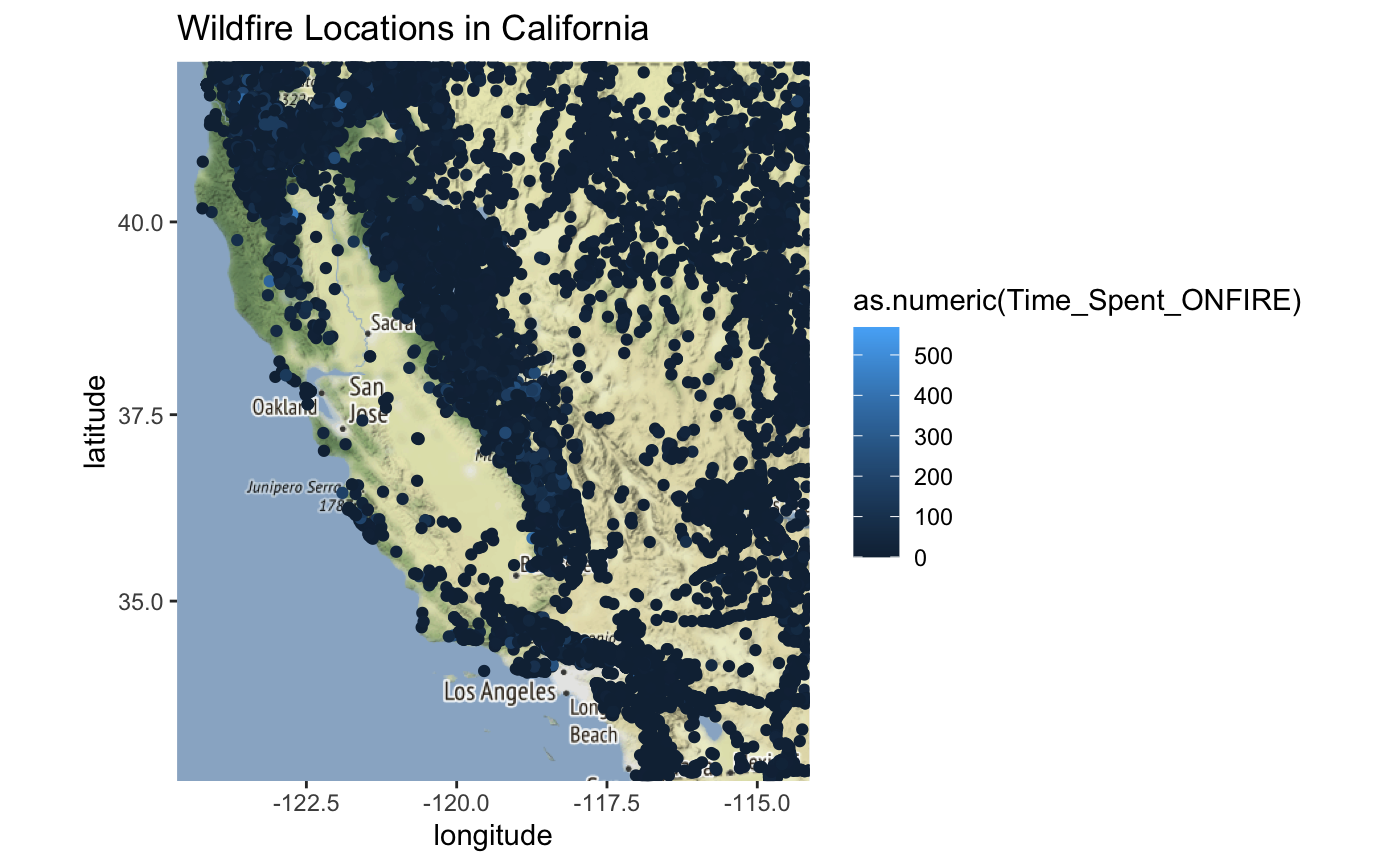 Wildfire Locations in California
40.0
37.5
35.0
latitude
Sacra
San
Jose
Oakland
Junipero Serra
178
Los Angeles
Long
Beach
-122.5
-120.0
-117.5
-115.0
longitude
as.numeric(Time_Spent_ONFIRE)
500
400
300
200
100
0